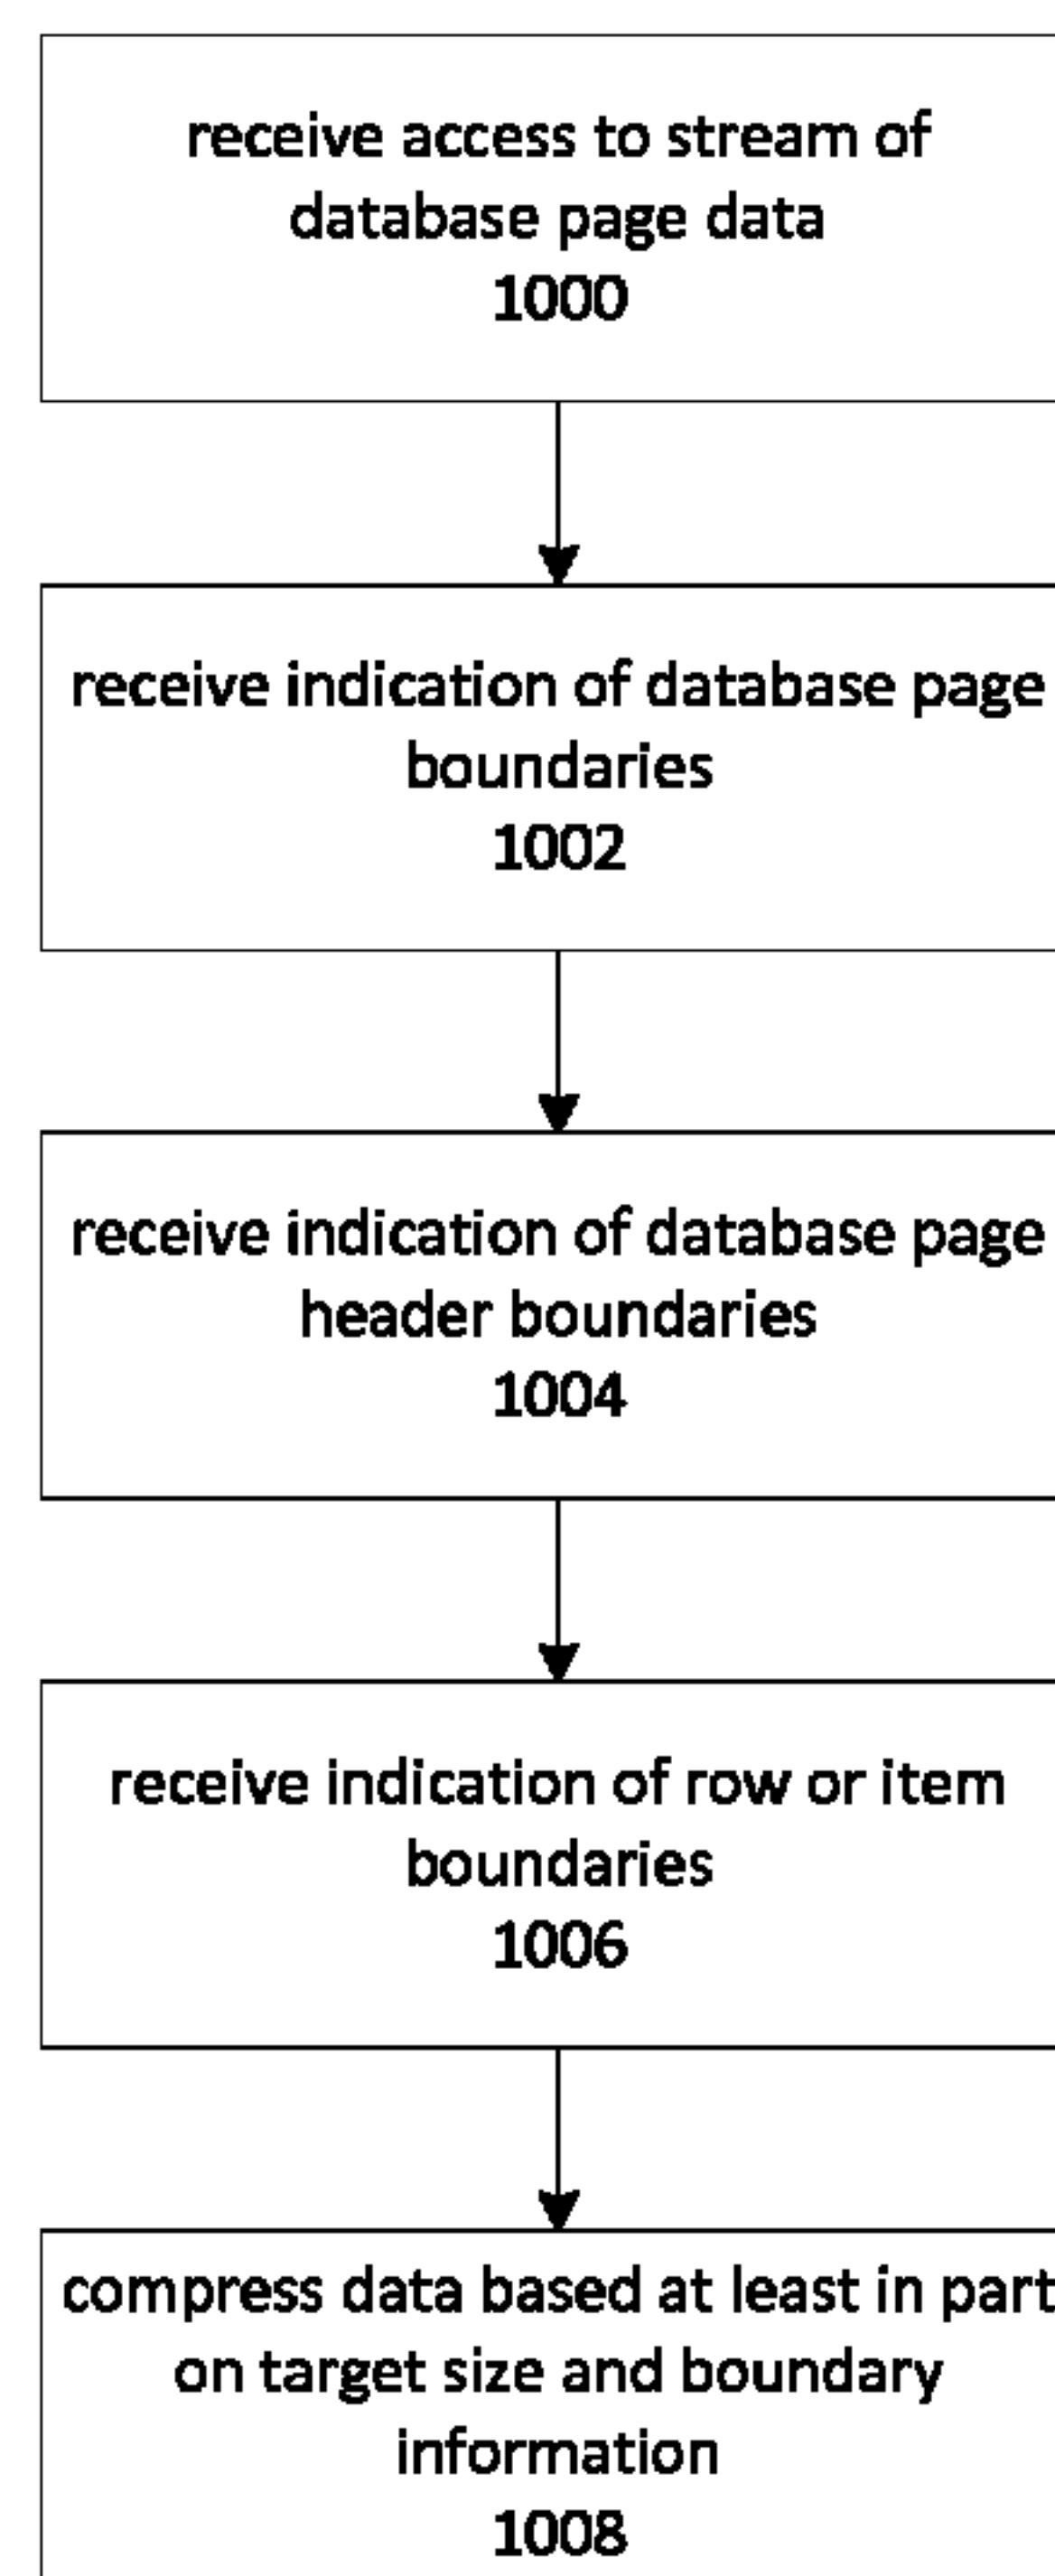 receive access to stream of
database page data
1000
receive indication of database page
boundaries
1002
receive indication of database page
header boundaries
1004
receive indication of row or item
boundaries
1006
compress data based at least in part
on target size and boundary
information
1008